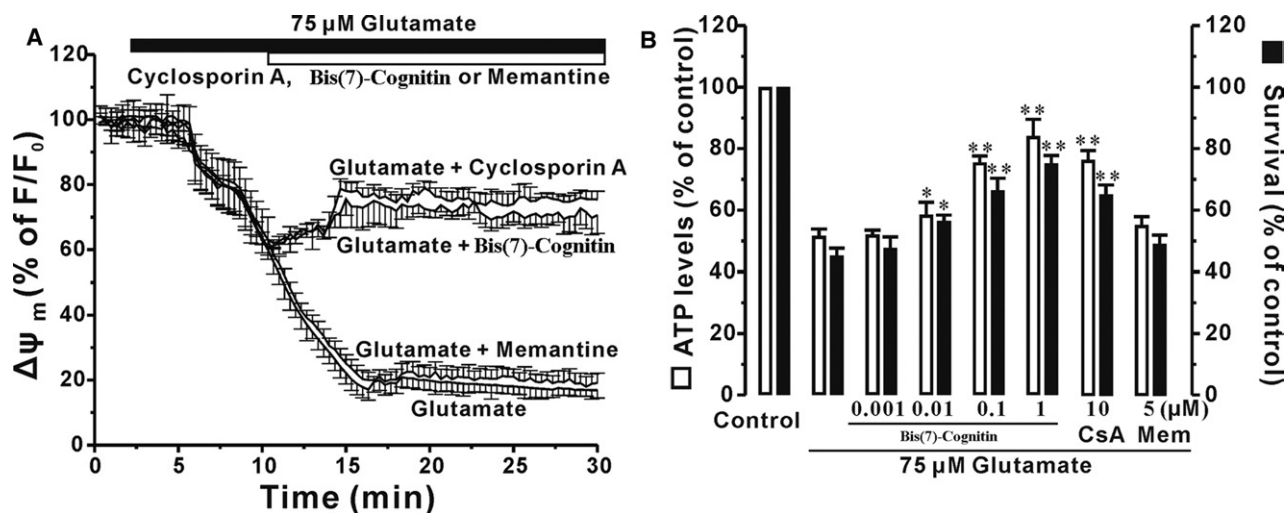 A
75 μM Glutamate
Cyclosporin A, Bis(7)-Cognitin or Memantine
120
100
80
60
40
20
0
Δψ m (% of FF/F0)
Glutamate + Cyclosporin A
Glutamate + Bis(7)-Cognitin
Glutamate + Memantine
Glutamate
0 5 10 15 20 25 30
Time (min)
B
120
100
80
60
40
20
0
ATP levels (% of control)
* * ** ** ** ** ** **
120
100
80
60
40
20
0
Survival (% of control)
Control
0.001 0.01 0.1 1 10 5 (μM)
Bis(7)-Cognitin CsA Mem
75 μM Glutamate